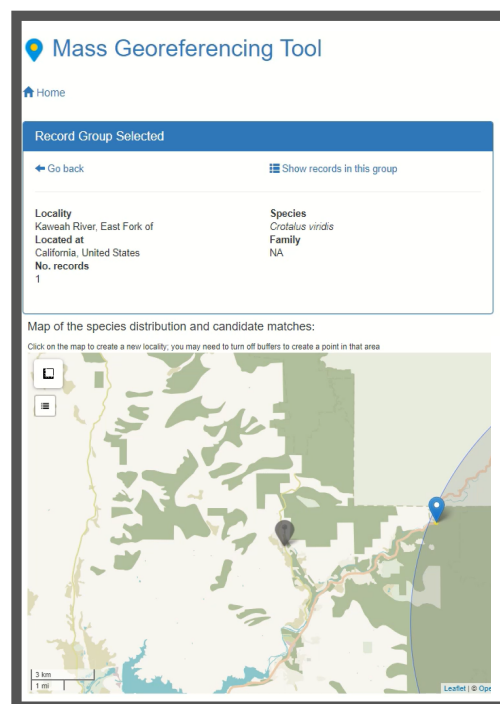 Mass Georeferencing Tool
Home
Record Group Selected
Go back
Show records in this group
Locality
Kaweah River, East Fork of
Located at
California, United States
No. records
1
Species
Crotalus viridis
Family
NA
Map of the species distribution and candidate matches:
Click on the map to create a new locality; you may need to turn off buffers to create a point in that area
3 km
1 mi
Leaflet | © Ope